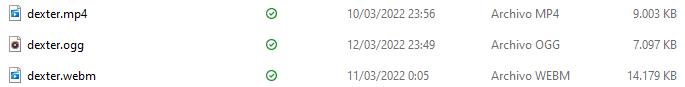 dexter.mp4 10/03/2022 23:56 Archivo MP4 9.003 KB
dexter.ogg 12/03/2022 23:49 Archivo OGG 7.097 KB
dexter.webm 11/03/2022 0:05 Archivo WEBM 14.179 KB